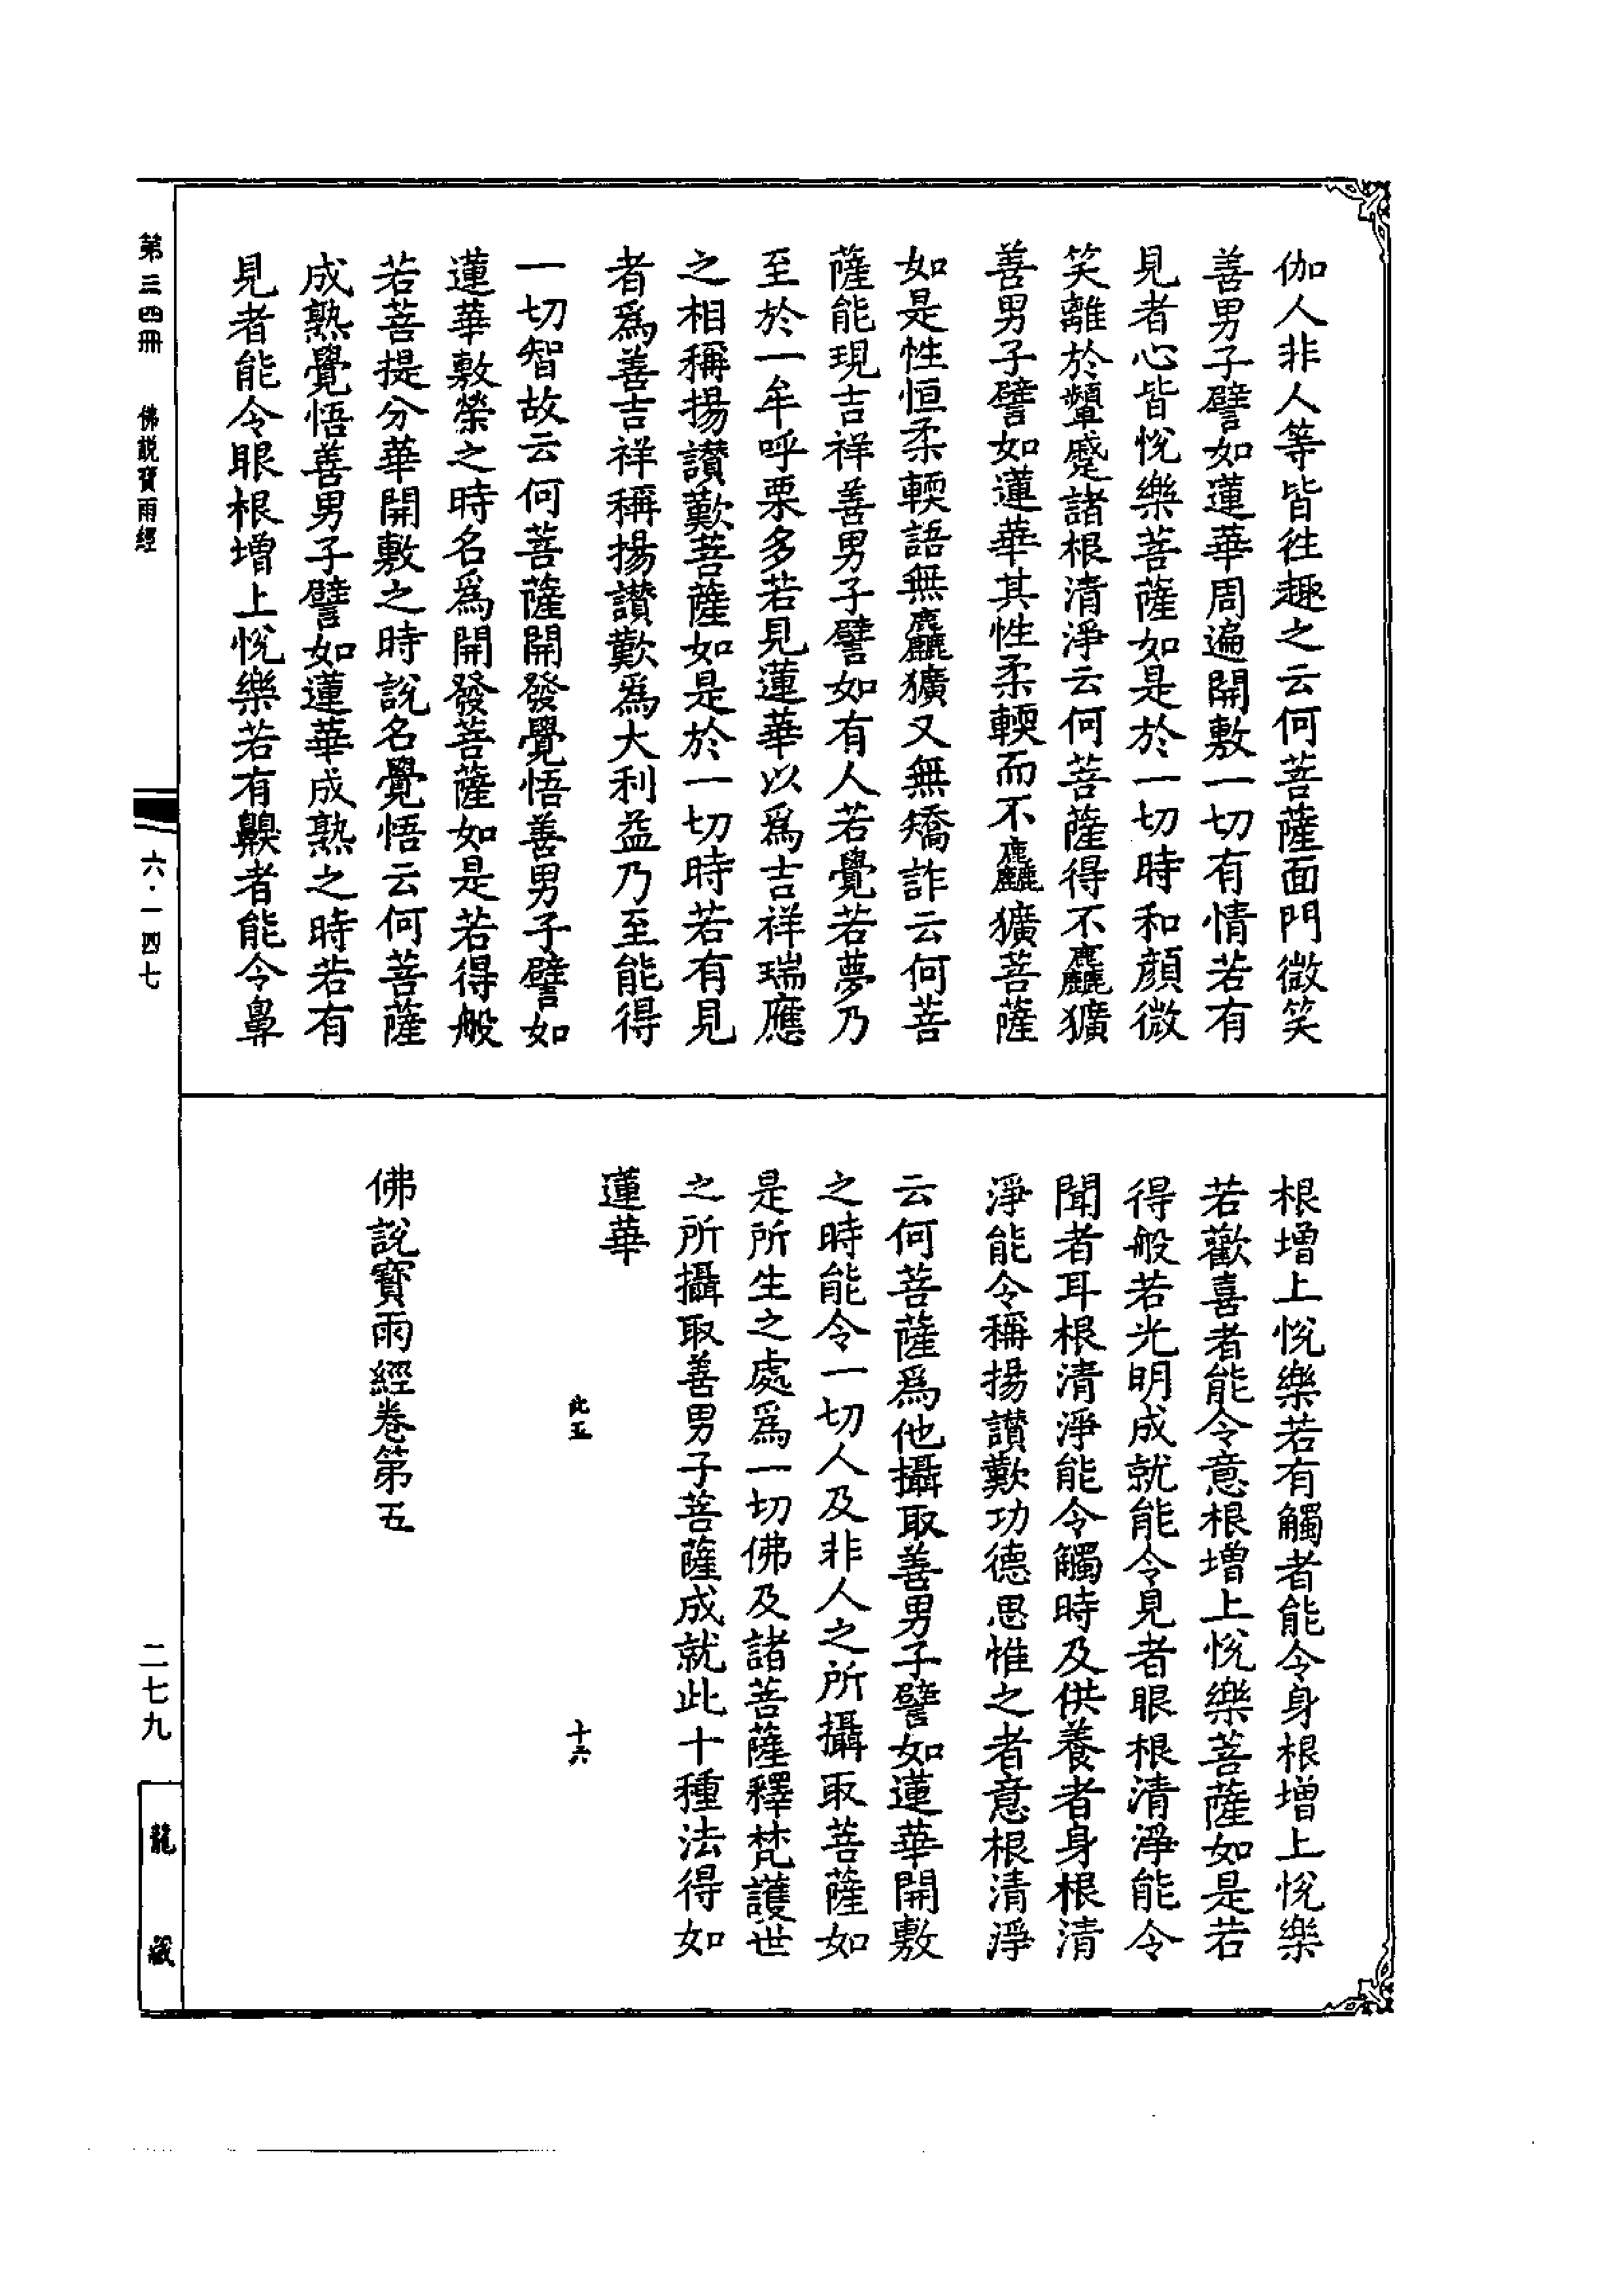 伽人非人等皆往趣之云何菩薩面門微笑
善男子譬如蓮華周遍開敷一切有情若有
見者心皆悅樂菩薩如是於一切時和顏微
笑離於顰蹙諸根清淨云何菩薩得不麤獷
善男子譬如蓮華其性柔輭而不麤獷菩薩
如是性恒柔輭語無麤獷又無矯詐云何菩
薩能現吉祥善男子譬如有人若覺若夢乃
至於一牟呼栗多若見蓮華以爲吉祥瑞應
之相稱揚讚歎菩薩如是於一切時若有見
者爲善吉祥稱揚讚歎爲大利益乃至能得
一切智故云何菩薩開發覺悟善男子譬如
蓮華敷榮之時名爲開發菩薩如是若得般
若菩提分華開敷之時說名覺悟云何菩薩
成熟覺悟善男子譬如蓮華成熟之時若有
見者能令眼根增上悅樂若有齅者能令鼻
根增上悅樂若有觸者能令身根增上悅樂
若歡喜者能令意根增上悅樂菩薩如是若
得般若光明成就能令見者眼根清淨能令
聞者耳根清淨能令觸時及供養者身根清
淨能令稱揚讚歎功德思惟之者意根清淨
云何菩薩爲他攝取善男子譬如蓮華開敷
之時能令一切人及非人之所攝取菩薩如
是所生之處爲一切佛及諸菩薩釋梵護世
之所攝取善男子菩薩成就此十種法得如
蓮華
此五 十六
佛說寶雨經卷第五
第三四冊 佛說寶雨經
六·一四七
二七九
龍藏